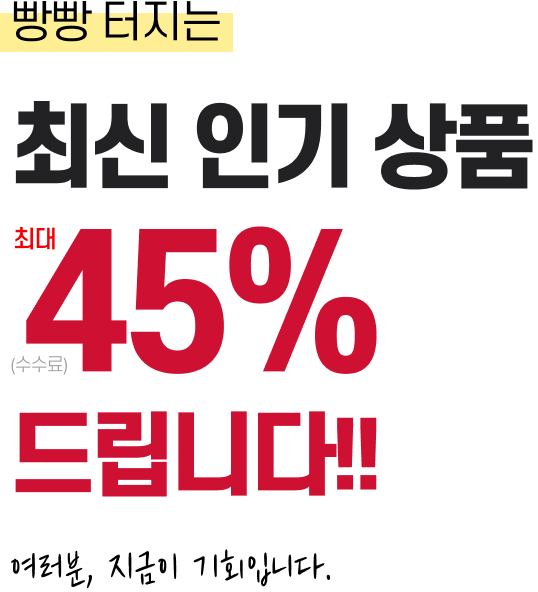 빵빵 터지는
최신 인기 상품
최대
45%
(수수료)
드립니다!!
여러분, 지금이 기회입니다.